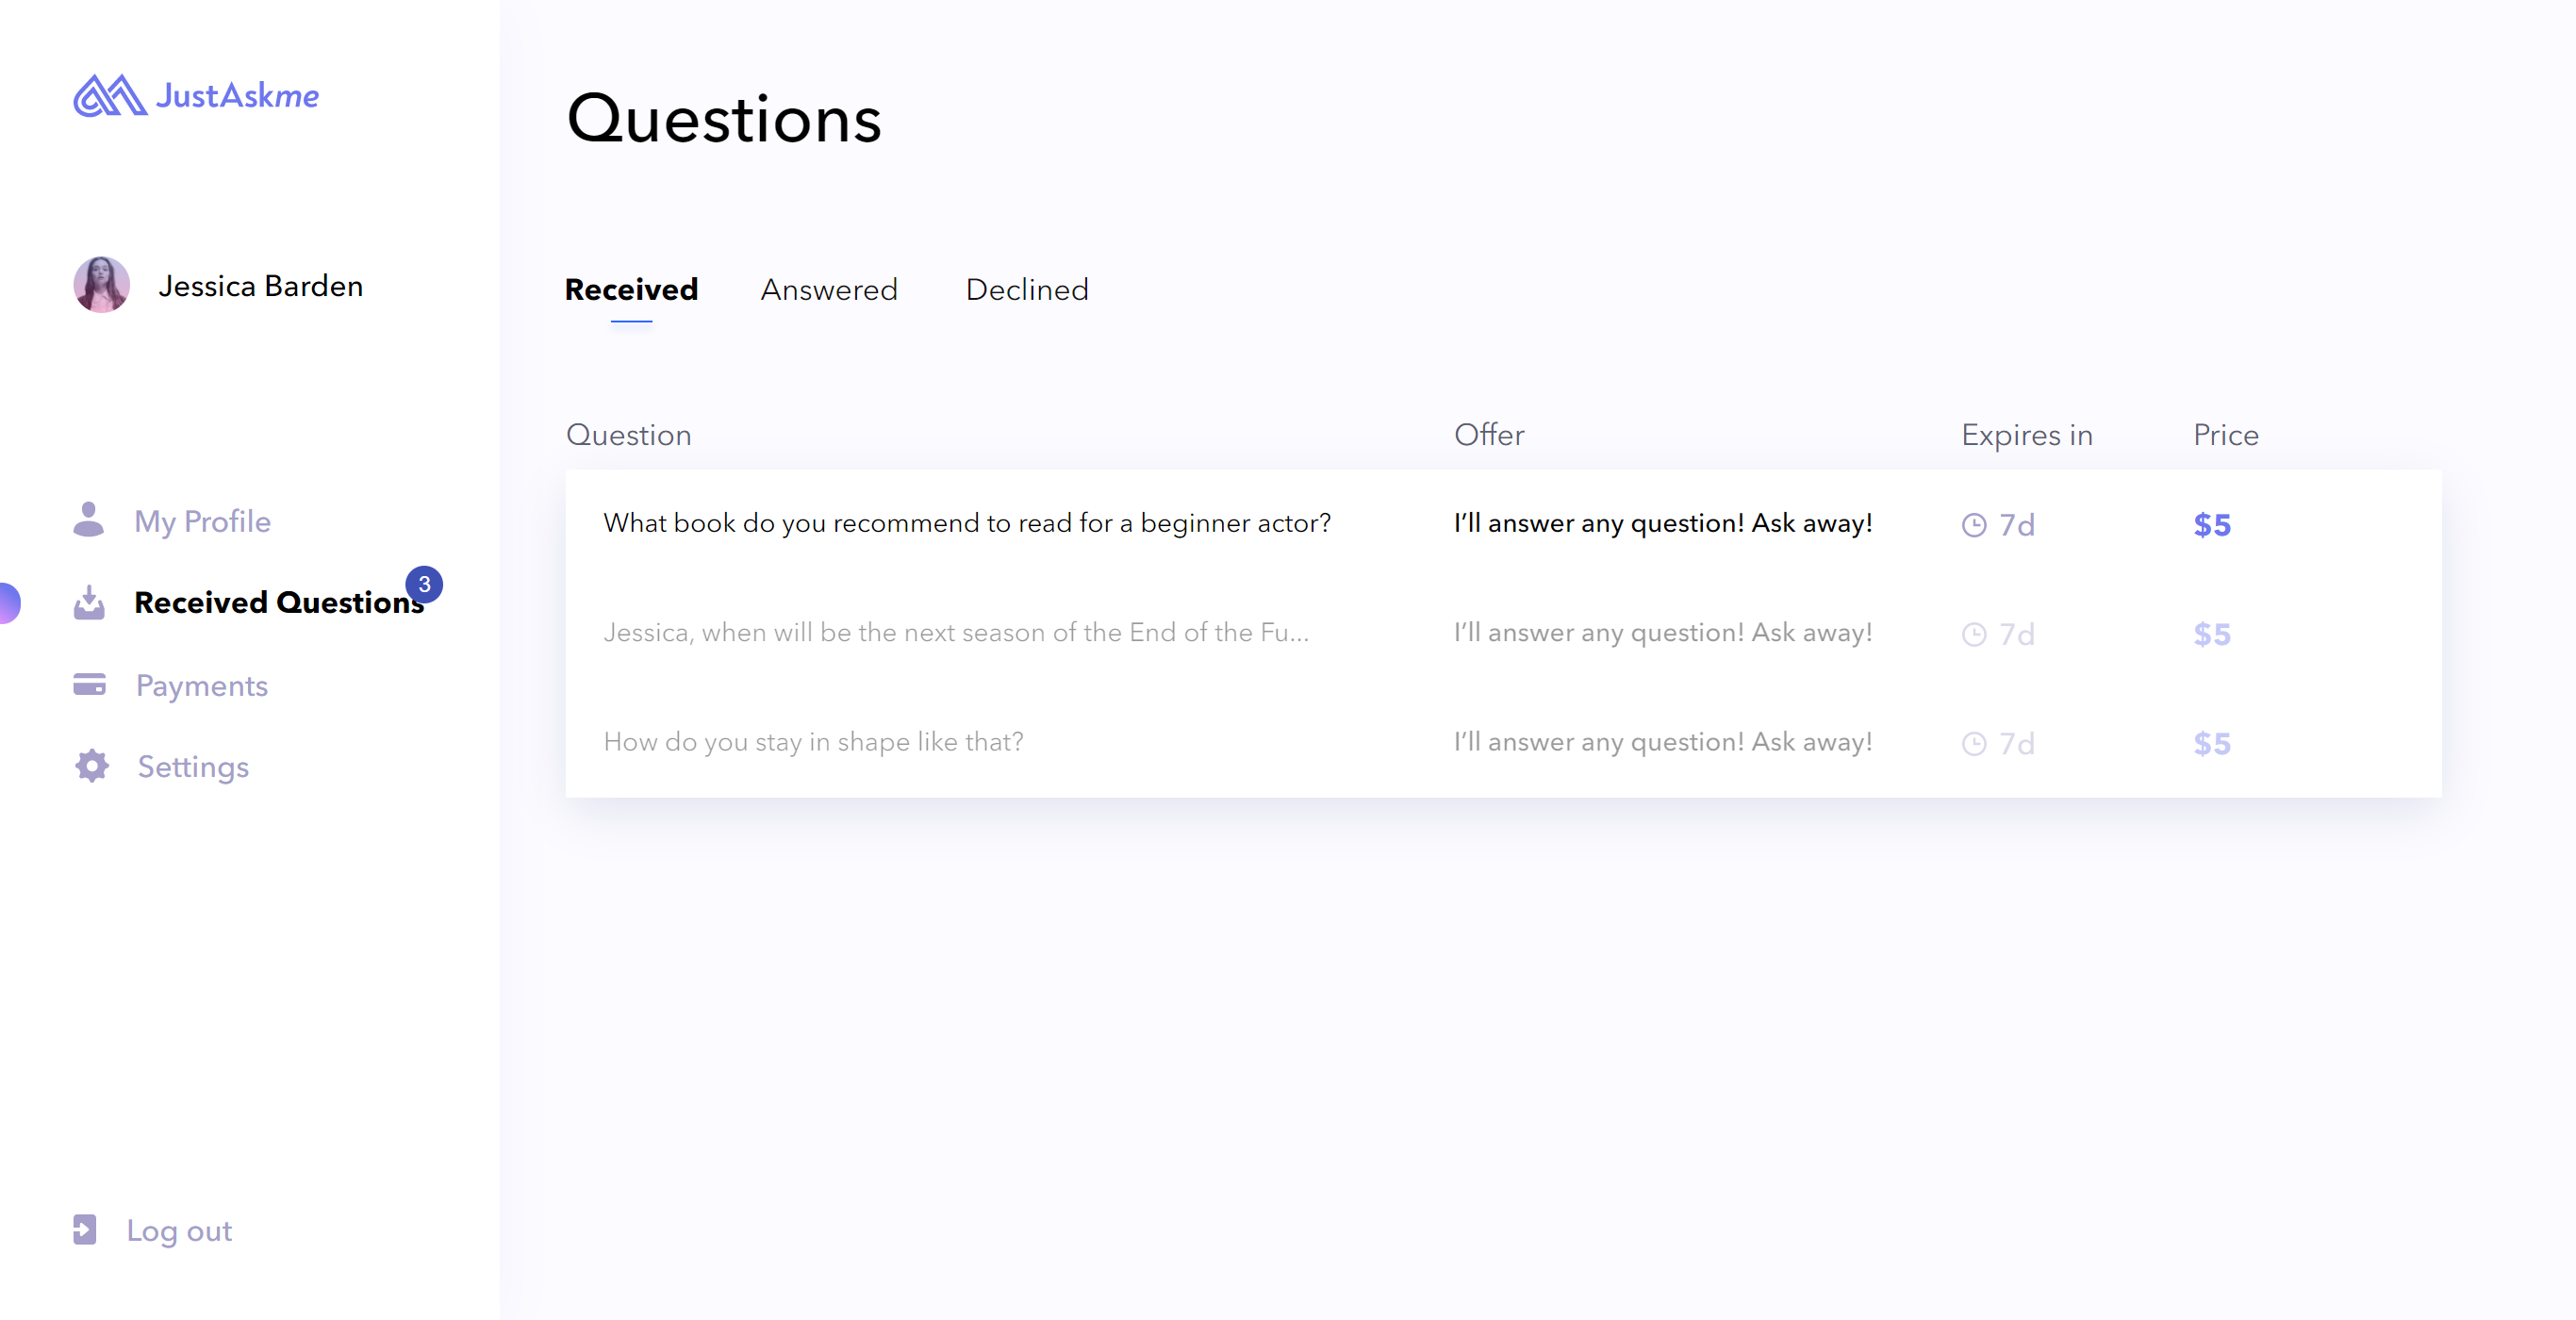 JustAskme
Jessica Barden
My Profile
Received Questions
3
Payments
Settings
Log out
Questions
Received Answered Declined
Question Offer Expires in Price
What book do you recommend to read for a beginner actor? I’ll answer any question! Ask away! 7d $5
Jessica, when will be the next season of the End of the Fu... I’ll answer any question! Ask away! 7d $5
How do you stay in shape like that? I’ll answer any question! Ask away! 7d $5